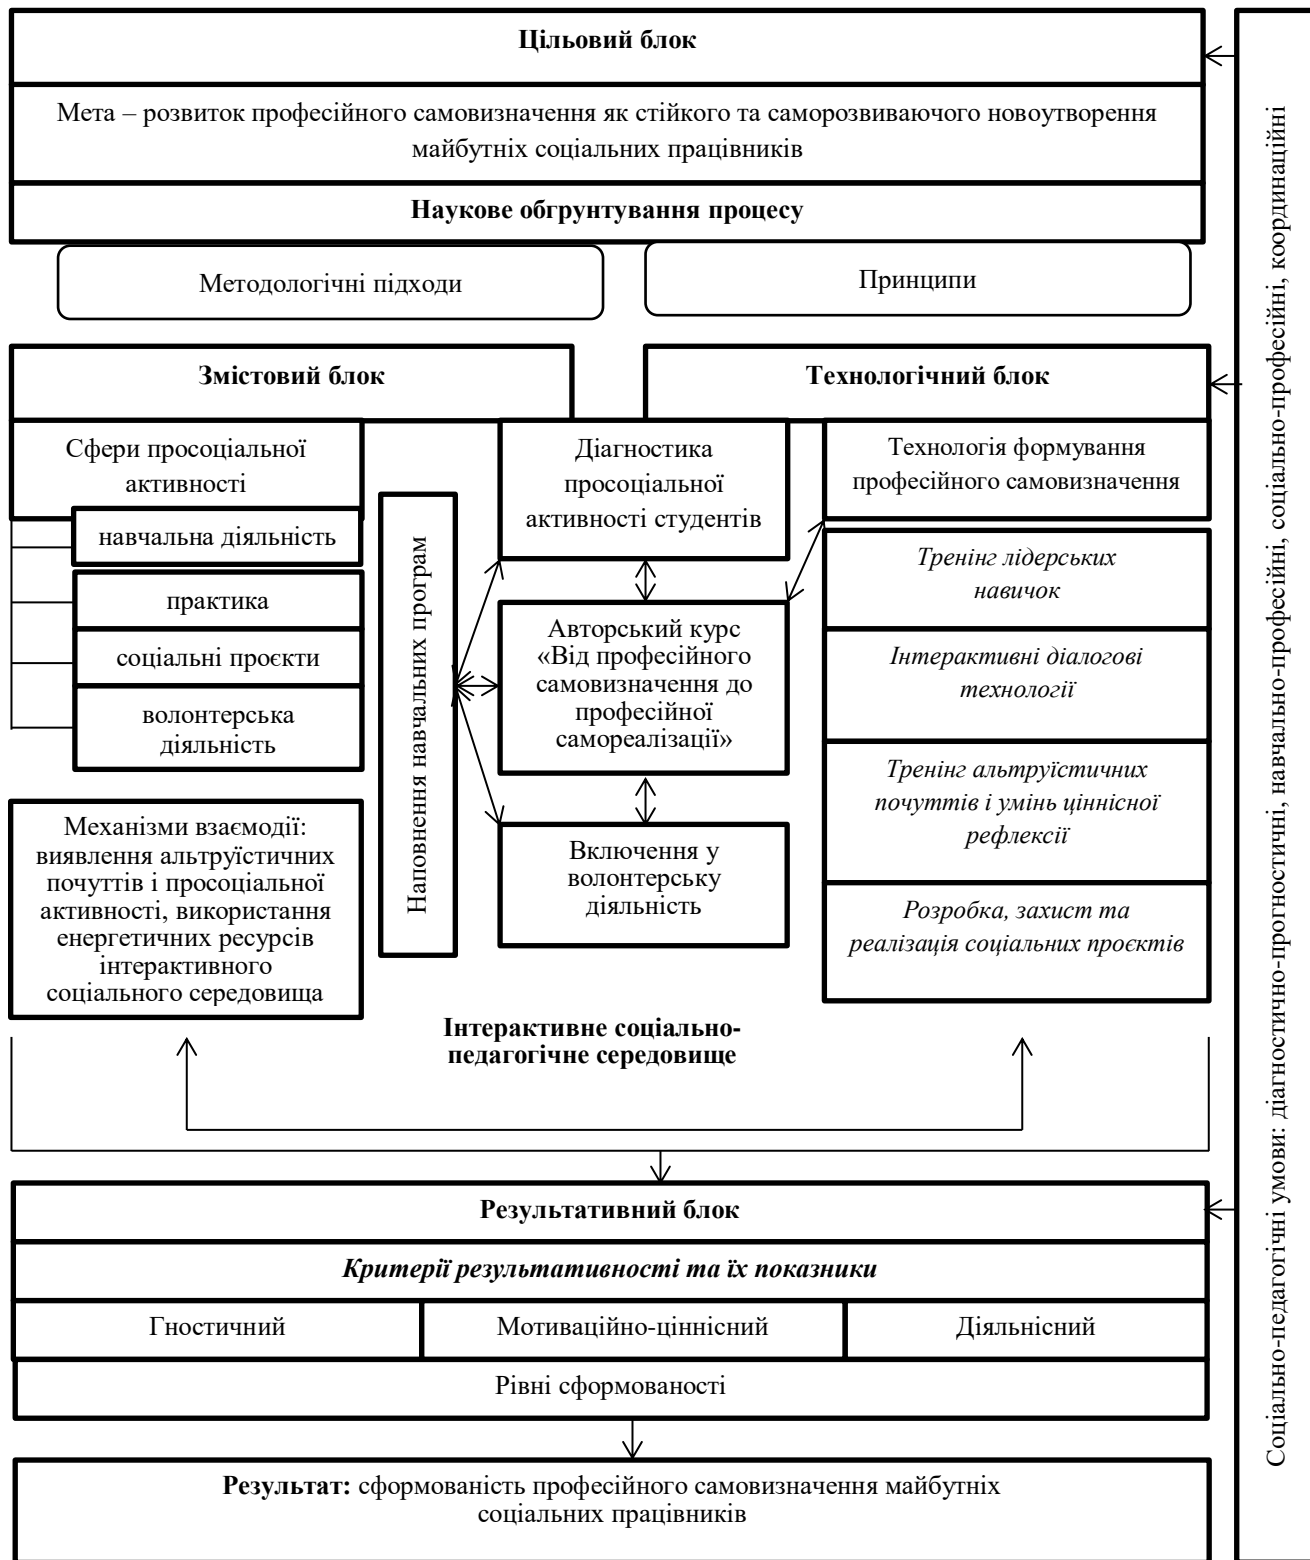 Цільовий блок
Мета – розвиток професійного самовизначення як стійкого та саморозвиваючого новоутворення
майбутніх соціальних працівників
Наукове обгрунтування процесу
Методологічні підходи
Принципи
Змістовий блок
Технологічний блок
Сфери просоціальної
активності
навчальна діяльність
практика
соціальні проєкти
волонтерська
діяльність
Механізми взаємодії:
виявлення альтруїстичних
почуттів і просоціальної
активності, використання
енергетичних ресурсів
інтерактивного
соціального середовища
Наповнення навчальних програм
Діагностика
просоціальної
активності студентів
Авторський курс
«Від професійного
самовизначення до
професійної
самореалізації»
Включення у
волонтерську
діяльність
Технологія формування
професійного самовизначення
Тренінг лідерських
навичок
Інтерактивні діалогові
технології
Тренінг альтруїстичних
почуттів і умінь ціннісної
рефлексії
Розробка, захист та
реалізація соціальних проєктів
Інтерактивне соціально-
педагогічне середовище
Результативний блок
Критерії результативності та їх показники
Гностичний
Мотиваційно-ціннісний
Діяльнісний
Рівні сформованості
Результат: сформованість професійного самовизначення майбутніх
соціальних працівників
Соціально-педагогічні умови: діагностично-прогностичні, навчально-професійні, соціально-професійні, координаційні